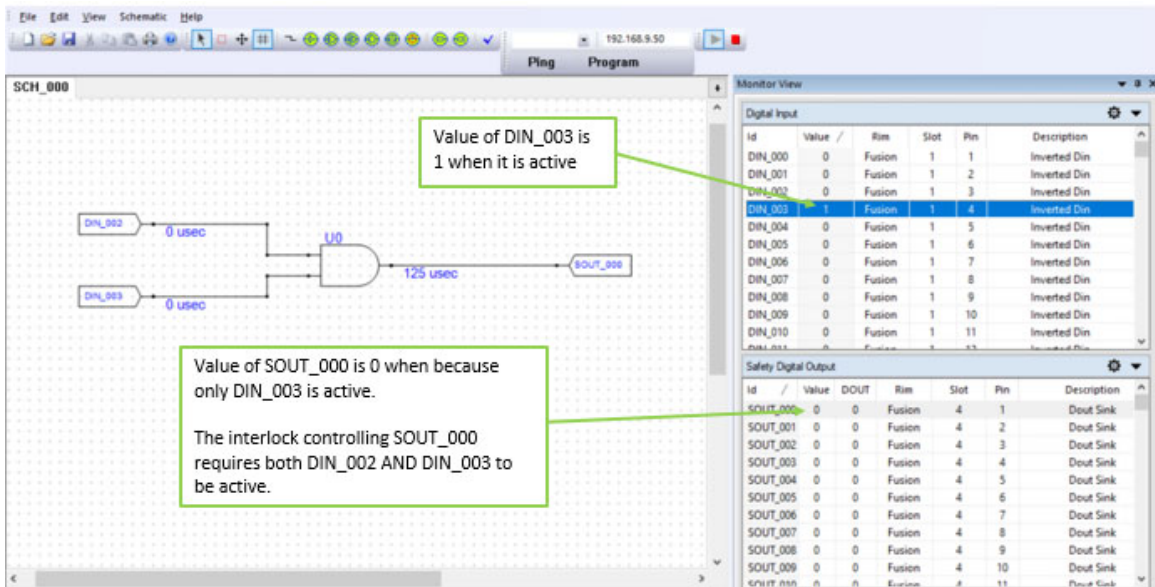 File Edit View Schematic Help
192.168.9.50
Ping Program
SCH_000
Monitor View
Digital Input
Id Value / Rim Slot Pin Description
DIN_000 0 Fusion 1 1 Inverted Din
DIN_001 0 Fusion 1 2 Inverted Din
DIN_002 0 Fusion 1 3 Inverted Din
DIN_003 1 Fusion 1 4 Inverted Din
DIN_004 0 Fusion 1 5 Inverted Din
DIN_005 0 Fusion 1 6 Inverted Din
DIN_006 0 Fusion 1 7 Inverted Din
DIN_007 0 Fusion 1 8 Inverted Din
DIN_008 0 Fusion 1 9 Inverted Din
DIN_009 0 Fusion 1 10 Inverted Din
DIN_010 0 Fusion 1 11 Inverted Din
Value of DIN_003 is
1 when it is active
DIN_002
0 usec
U0
125 usec
SOUT_000
DIN_003
0 usec
Value of SOUT_000 is 0 when because
only DIN_003 is active.
The interlock controlling SOUT_000
requires both DIN_002 AND DIN_003 to
be active.
Safety Digital Output
Id / Value DOUT Rim Slot Pin Description
SOUT_000 0 0 Fusion 4 1 Dout Sink
SOUT_001 0 0 Fusion 4 2 Dout Sink
SOUT_002 0 0 Fusion 4 3 Dout Sink
SOUT_003 0 0 Fusion 4 4 Dout Sink
SOUT_004 0 0 Fusion 4 5 Dout Sink
SOUT_005 0 0 Fusion 4 6 Dout Sink
SOUT_006 0 0 Fusion 4 7 Dout Sink
SOUT_007 0 0 Fusion 4 8 Dout Sink
SOUT_008 0 0 Fusion 4 9 Dout Sink
SOUT_009 0 0 Fusion 4 10 Dout Sink
SOUT_010 0 0 Fusion 4 11 Dout Sink